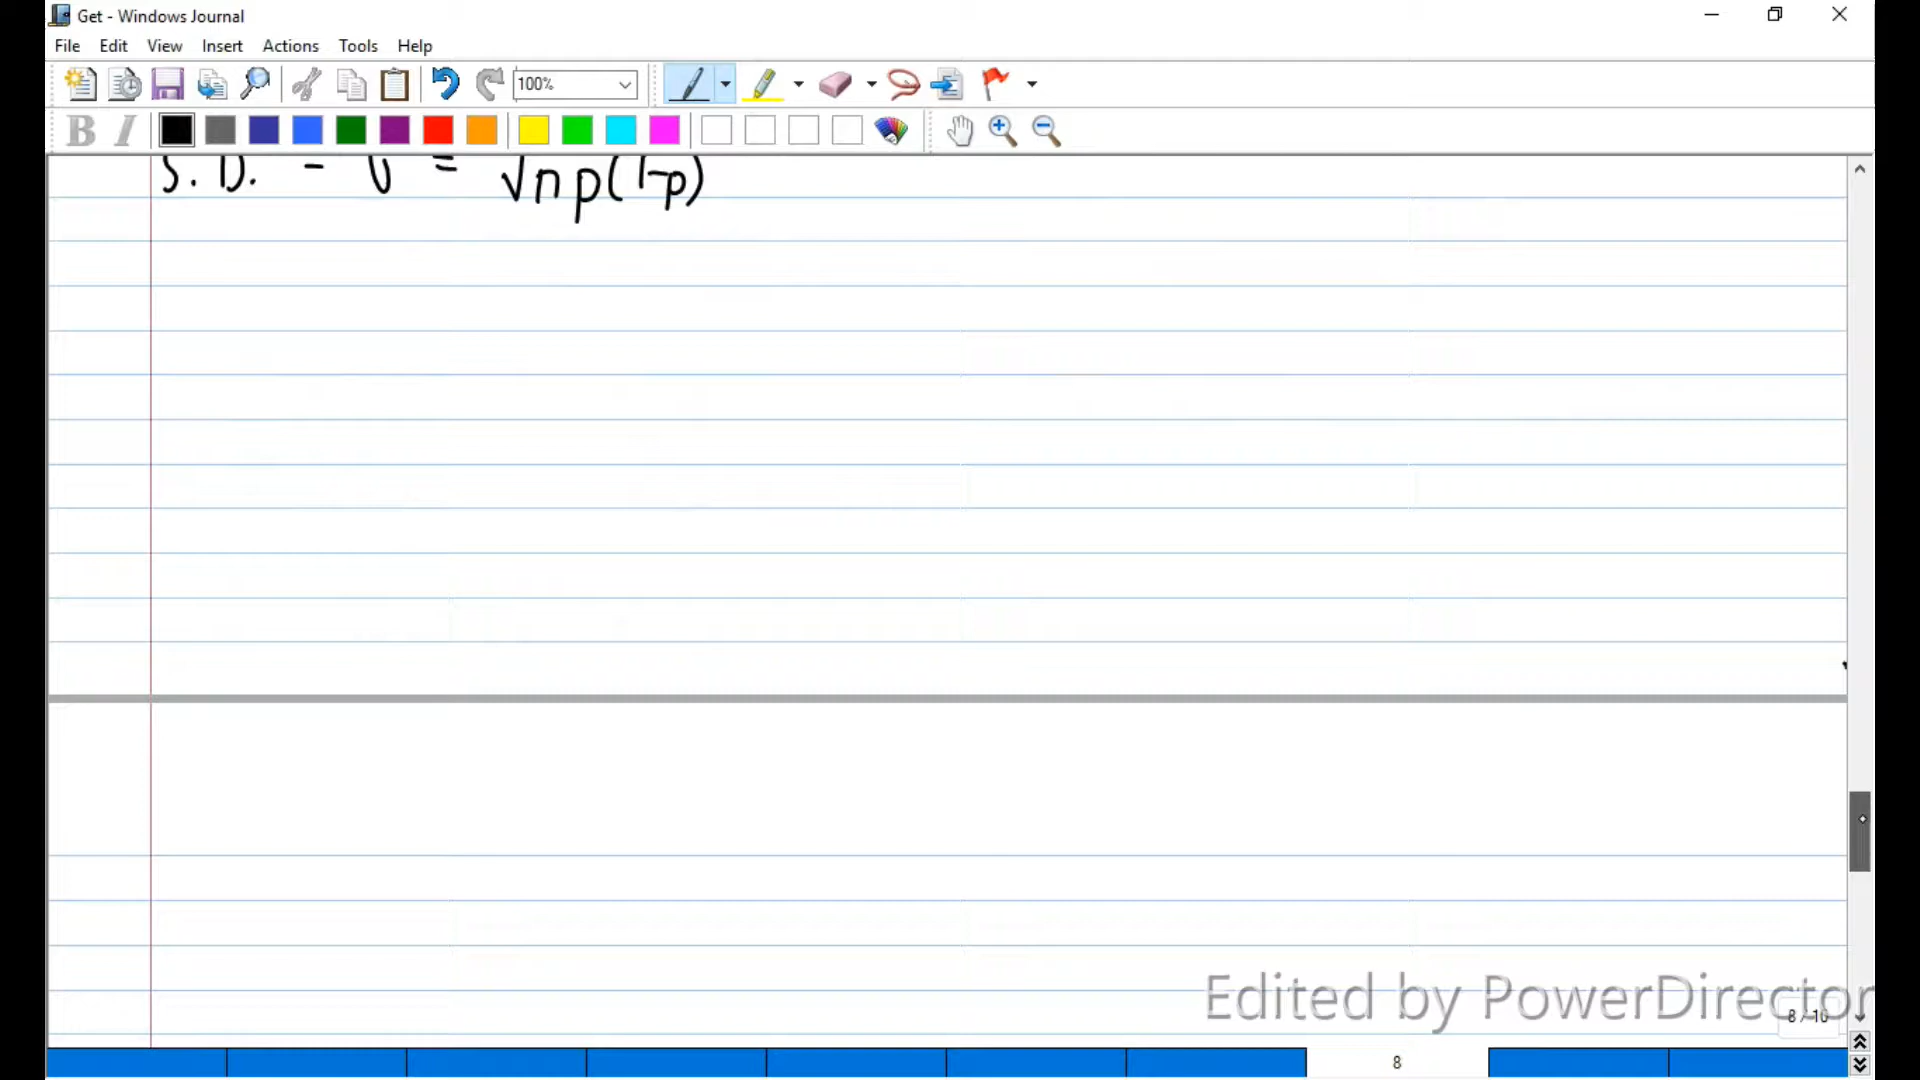 Get - Windows Journal
File Edit View Insert Actions Tools Help
100%
B I
S.D. - σ = √np(1-p)
Edited by PowerDirector
8 / 10
8